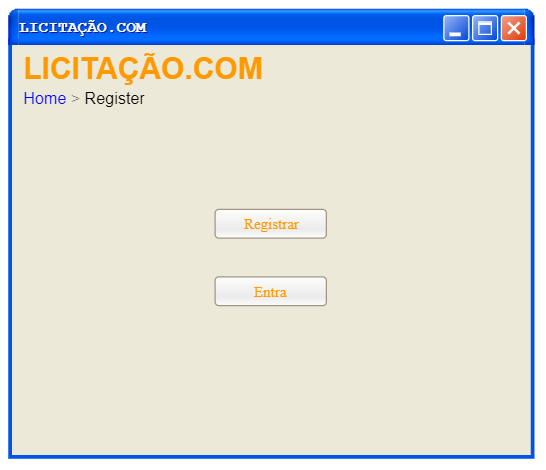 LICITAÇÃO.COM
LICITAÇÃO.COM
Home > Register
Registrar
Entra